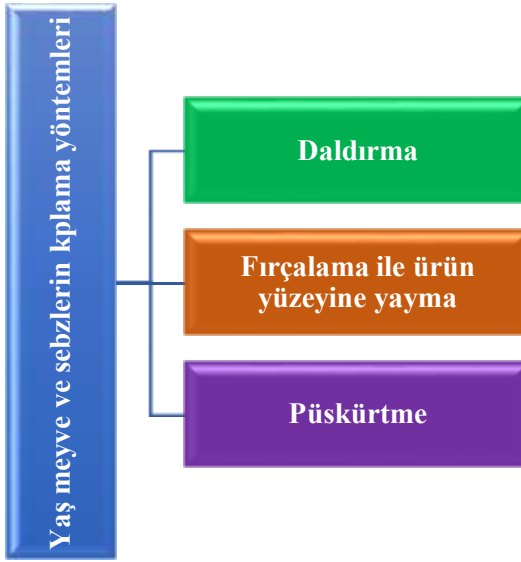 Yaş meyve ve sebzlerin kplama yöntemleri
Daldırma
Fırçalama ile ürün
yüzeyine yayma
Püskürtme